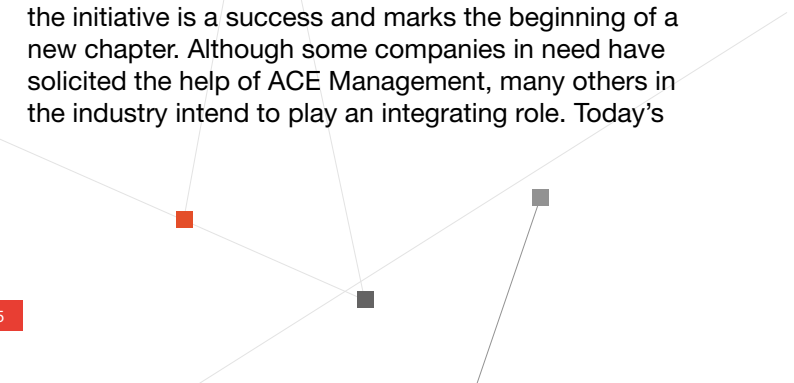 the initiative is a success and marks the beginning of a
new chapter. Although some companies in need have
solicited the help of ACE Management, many others in
the industry intend to play an integrating role. Today’s